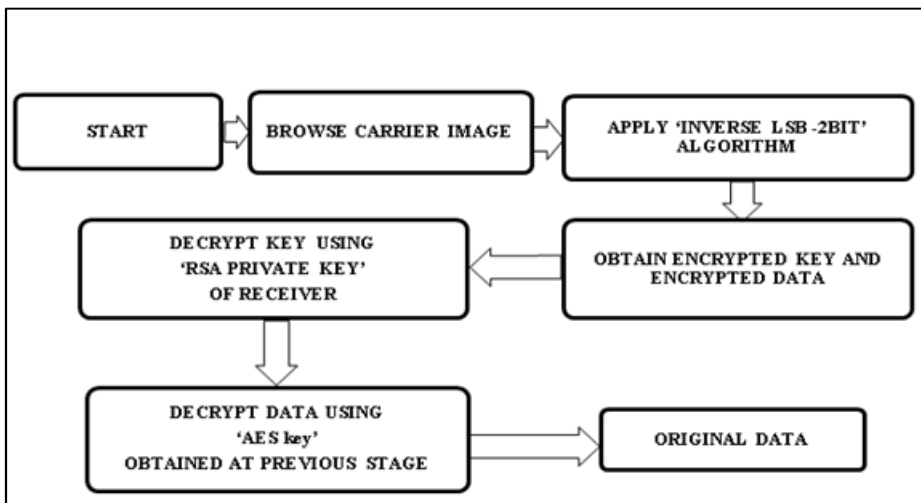 START
BROWSE CARRIER IMAGE
APPLY ‘INVERSE LSB -2BIT’
ALGORITHM
OBTAIN ENCRYPTED KEY AND
ENCRYPTED DATA
DECRYPT KEY USING
‘RSA PRIVATE KEY’
OF RECEIVER
DECRYPT DATA USING
‘AES key’
OBTAINED AT PREVIOUS STAGE
ORIGINAL DATA